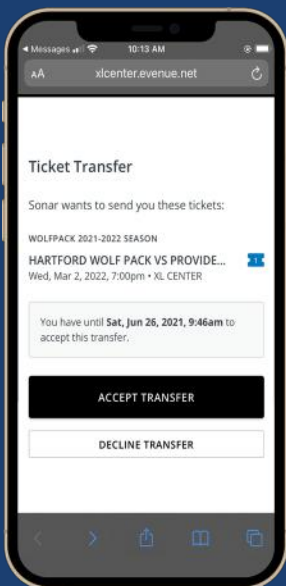 Messages
10:13 AM
AA xlcenter.evenue.net
Ticket Transfer
Sonar wants to send you these tickets:
WOLFPACK 2021-2022 SEASON
HARTFORD WOLF PACK VS PROVIDE... 1
Wed, Mar 2, 2022, 7:00pm • XL CENTER
You have until Sat, Jun 26, 2021, 9:46am to
accept this transfer.
ACCEPT TRANSFER
DECLINE TRANSFER